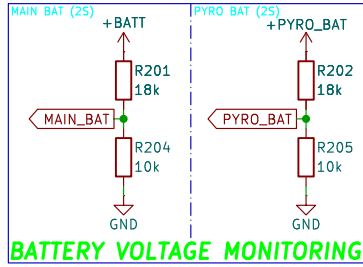 MAIN BAT (2S)
+BATT
R201
18k
MAIN_BAT
R204
10k
GND
PYRO BAT (2S)
+PYRO_BAT
R202
18k
PYRO_BAT
R205
10k
GND
BATTERY VOLTAGE MONITORING